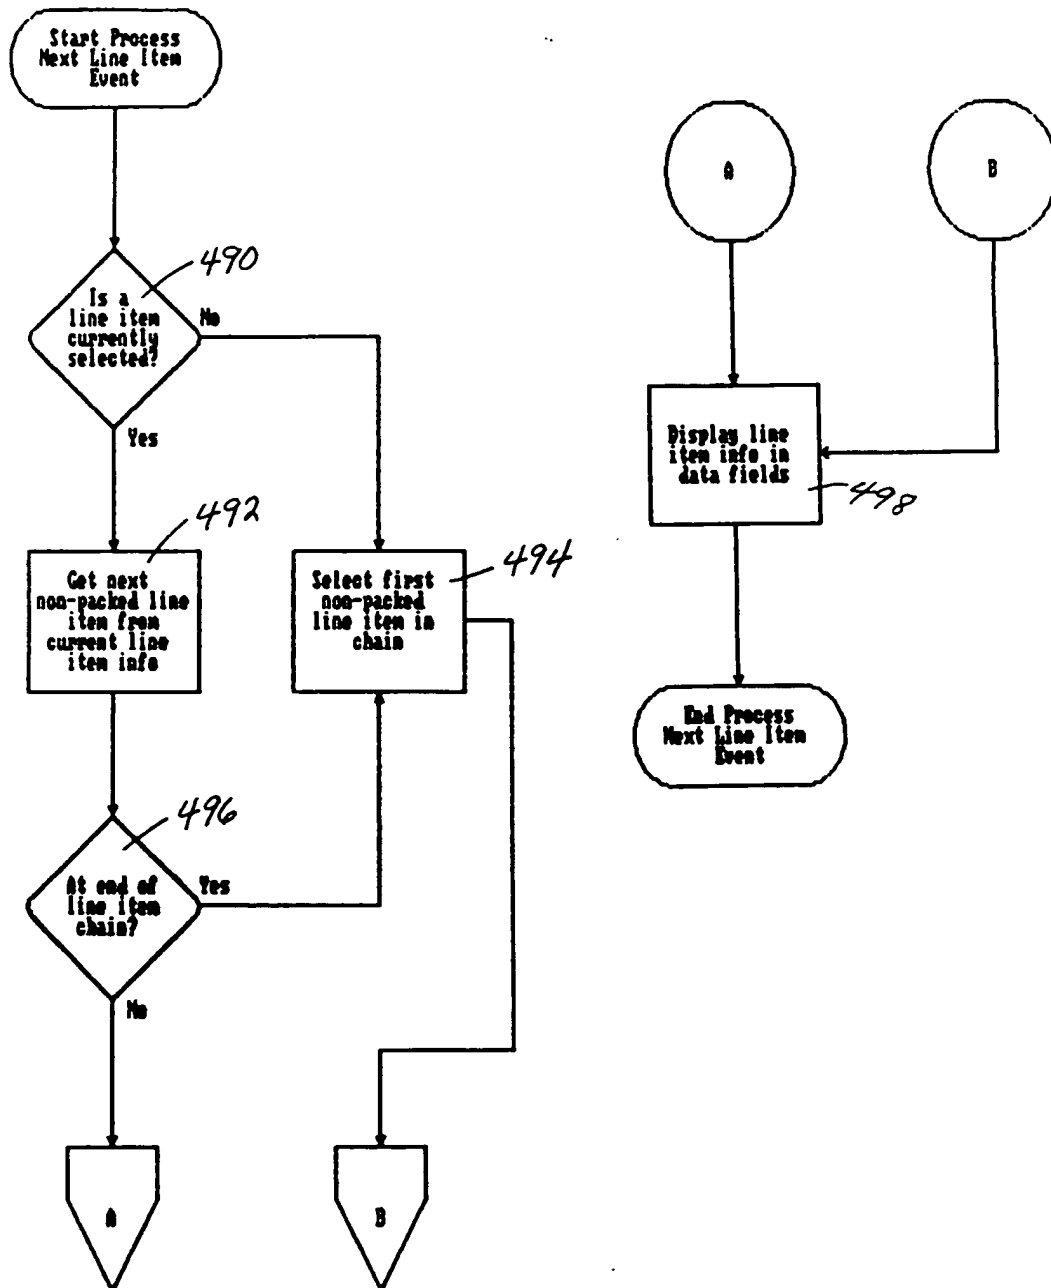 Start Process
Next Line Item
Event
490
Is a
line item
currently
selected?
No
Yes
492
Get next
non-packed line
item from
current line
item info
494
Select first
non-packed
line item in
chain
496
At end of
line item
chain?
Yes
No
A
B
A
B
Display line
item info in
data fields
498
End Process
Next Line Item
Event